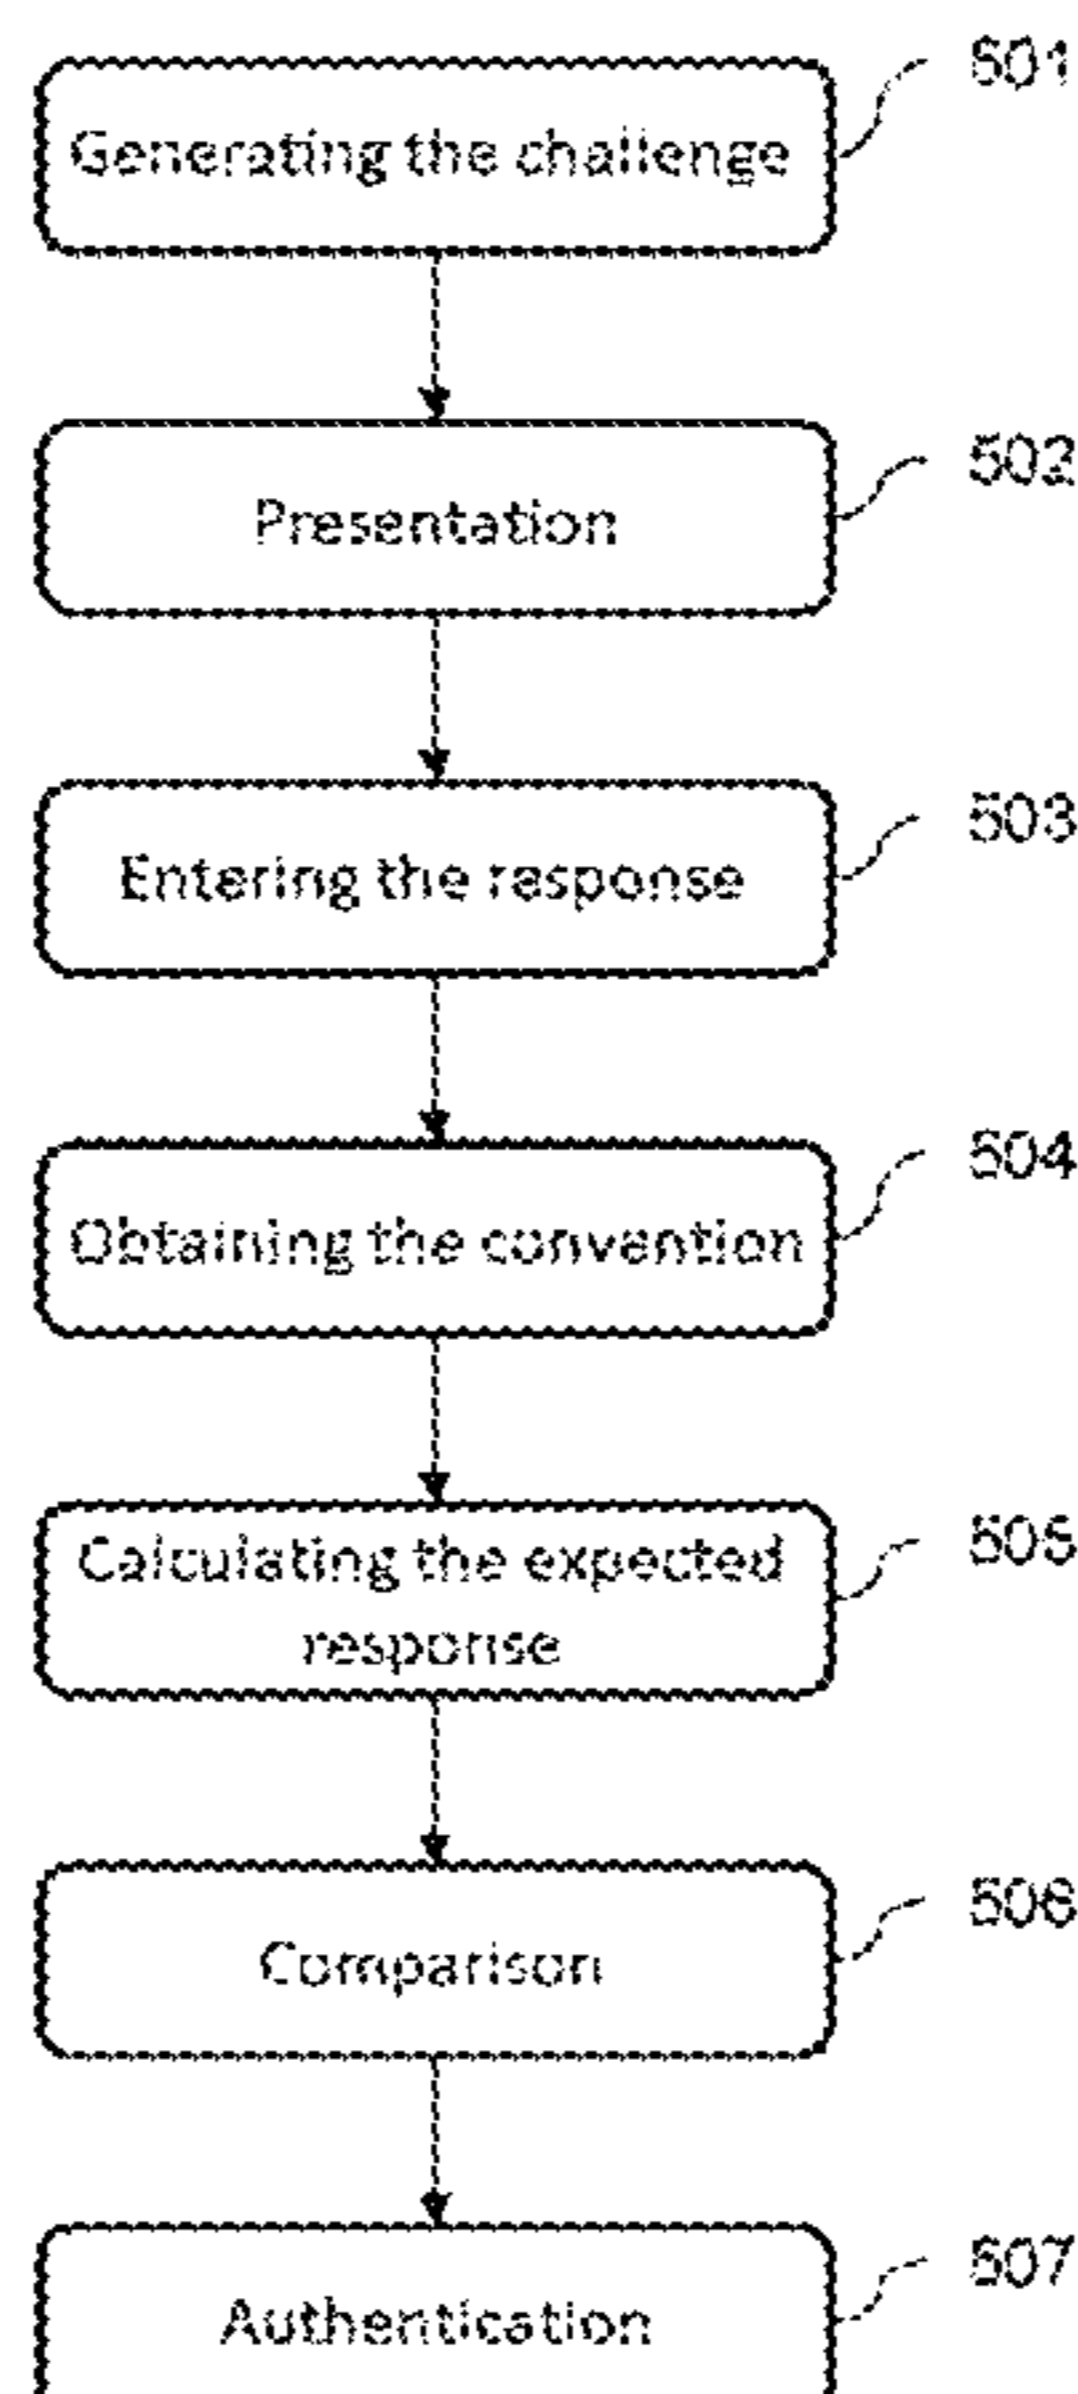 501
Generating the challenge
502
Presentation
503
Entering the response
504
Obtaining the convention
505
Calculating the expected
response
506
Comparison
507
Authentication